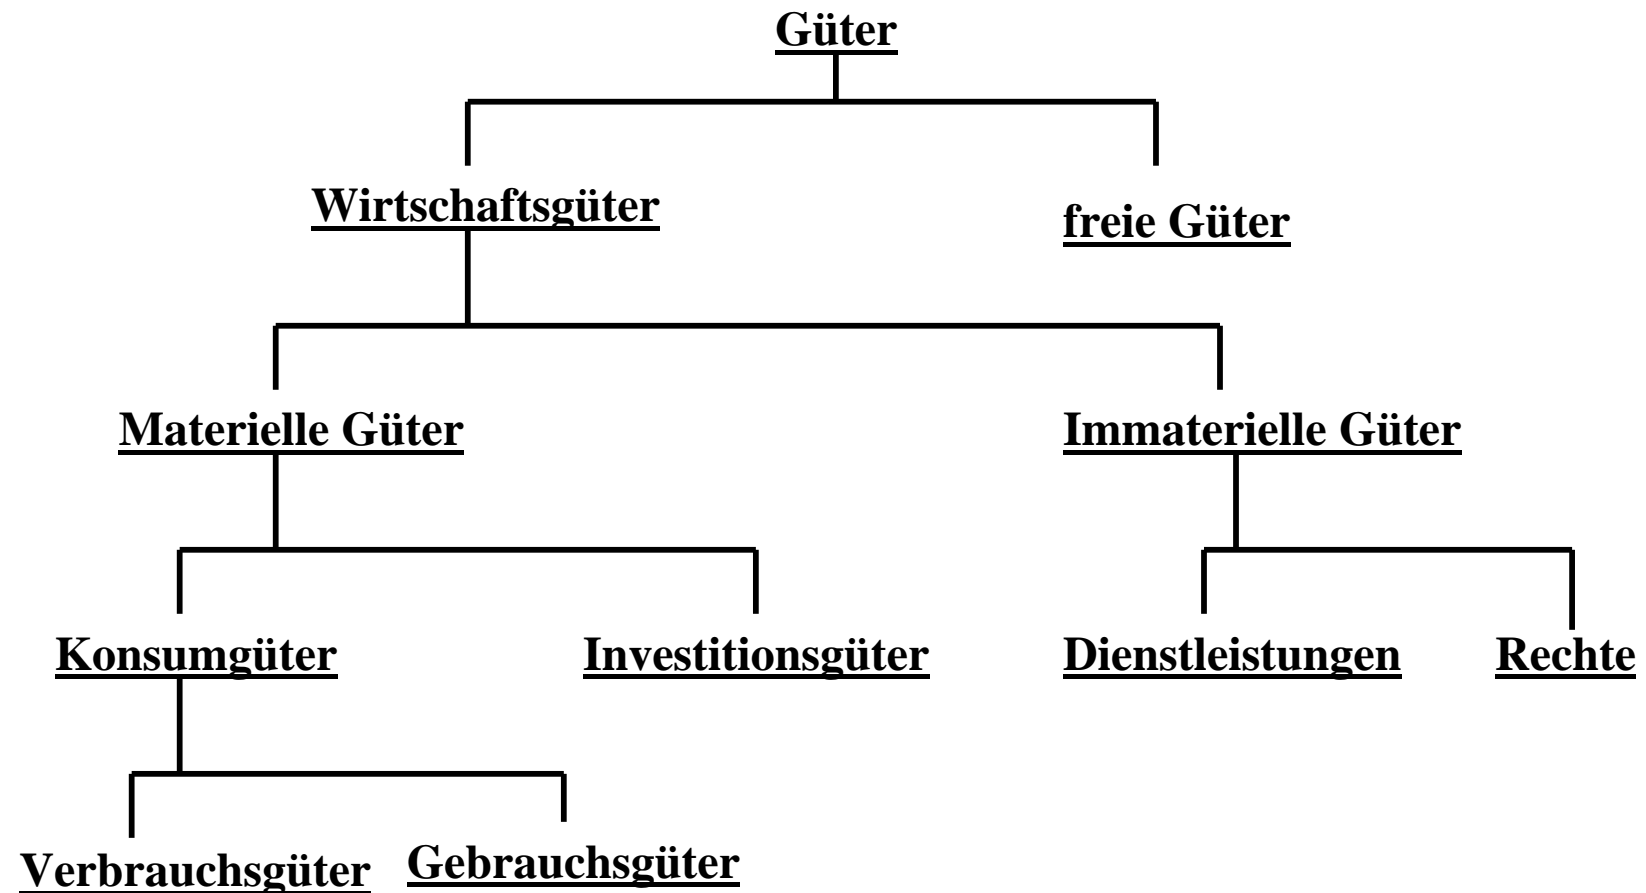 Güter
Wirtschaftsgüter
freie Güter
Materielle Güter
Immaterielle Güter
Konsumgüter
Investitionsgüter
Dienstleistungen
Rechte
Verbrauchsgüter
Gebrauchsgüter